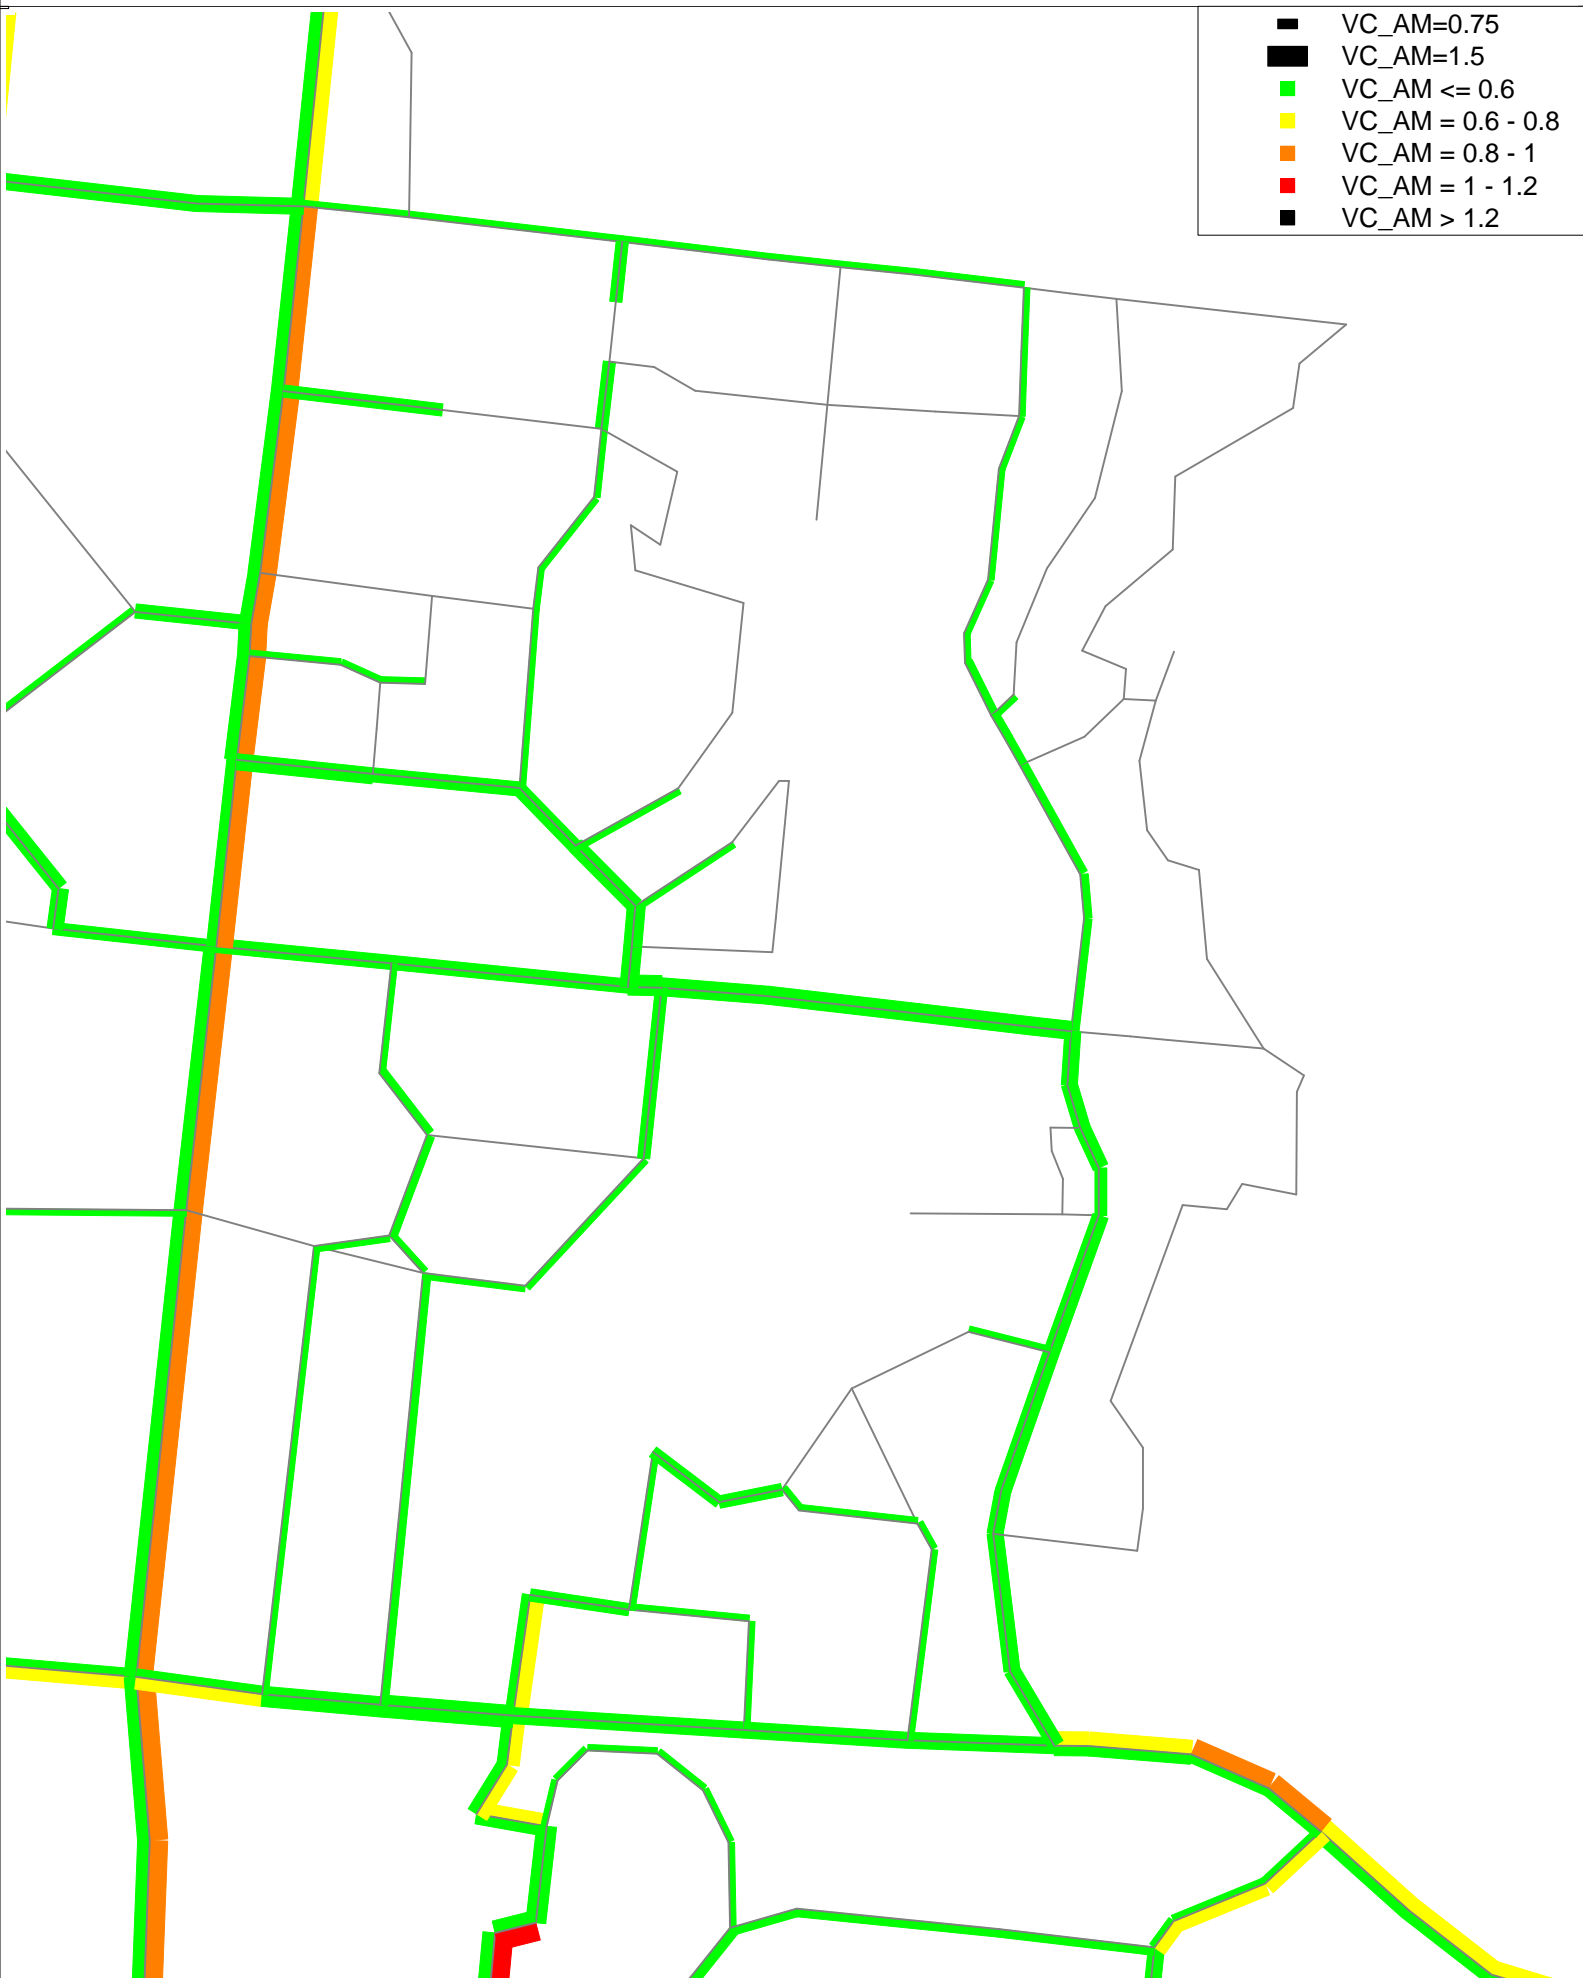 VC_AM=0.75
VC_AM=1.5
VC_AM <= 0.6
VC_AM = 0.6 - 0.8
VC_AM = 0.8 - 1
VC_AM = 1 - 1.2
VC_AM > 1.2